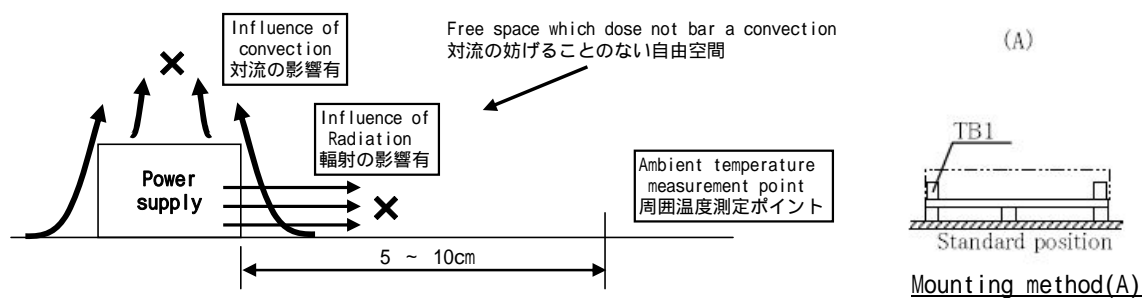 Influence of
convection
対流の影響有
Free space which dose not bar a convection
対流の妨げることのない自由空間
(A)
Influence of
Radiation
輻射の影響有
TB1
Power
supply
Ambient temperature
measurement point
周囲温度測定ポイント
Standard position
5 ~ 10cm
Mounting method(A)